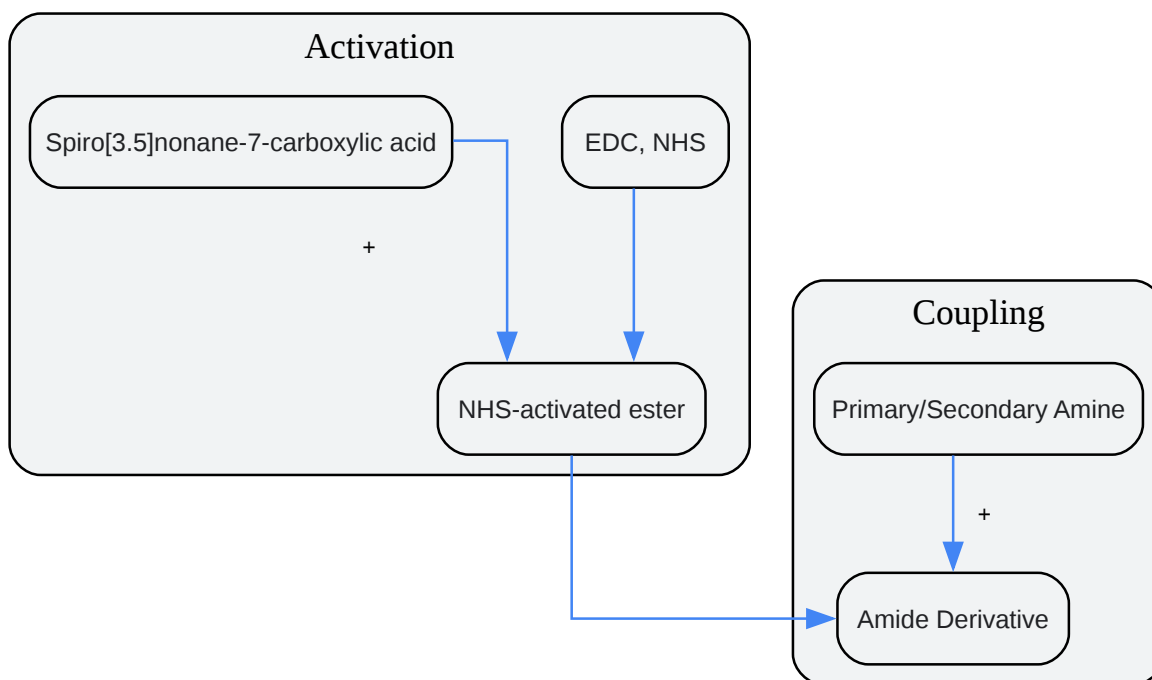 Activation
Spiro[3.5]nonane-7-carboxylic acid
EDC, NHS
+
NHS-activated ester
Coupling
Primary/Secondary Amine
+
Amide Derivative